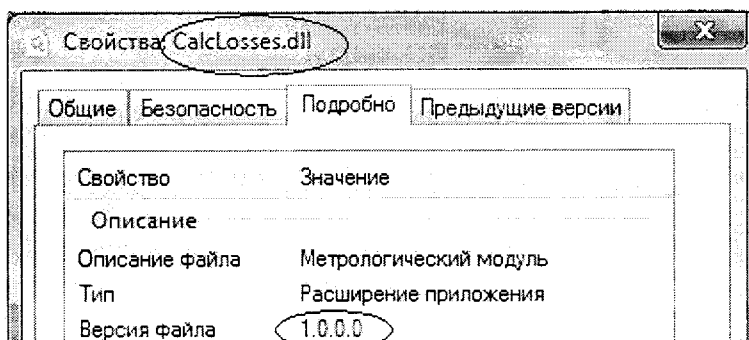 Свойства: CalcLosses.dll
Общие Безопасность Подробно Предыдущие версии
Свойство Значение
Описание
Описание файла Метрологический модуль
Тип Расширение приложения
Версия файла 1.0.0.0